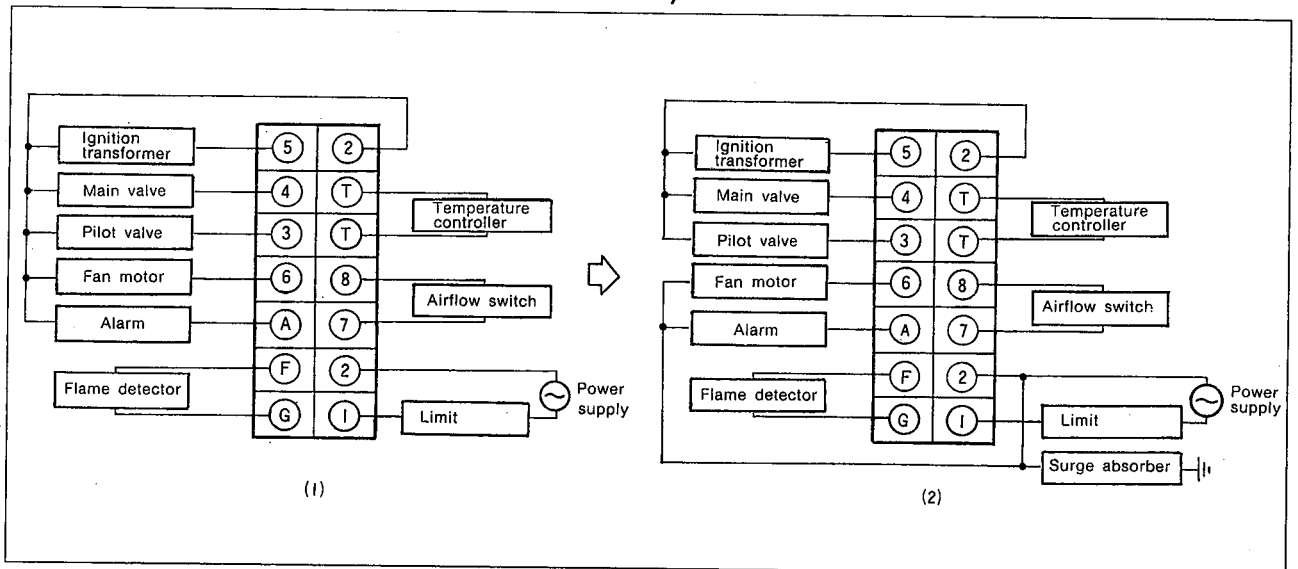 Ignition
transformer
5
2
Main valve
4
T
Temperature
controller
Pilot valve
3
T
Fan motor
6
8
Airflow switch
Alarm
A
7
Flame detector
F
2
Power
supply
G
1
Limit
(1)
Ignition
transformer
5
2
Main valve
4
T
Temperature
controller
Pilot valve
3
T
Fan motor
6
8
Airflow switch
Alarm
A
7
Flame detector
F
2
Power
supply
G
1
Limit
Surge absorber
(2)